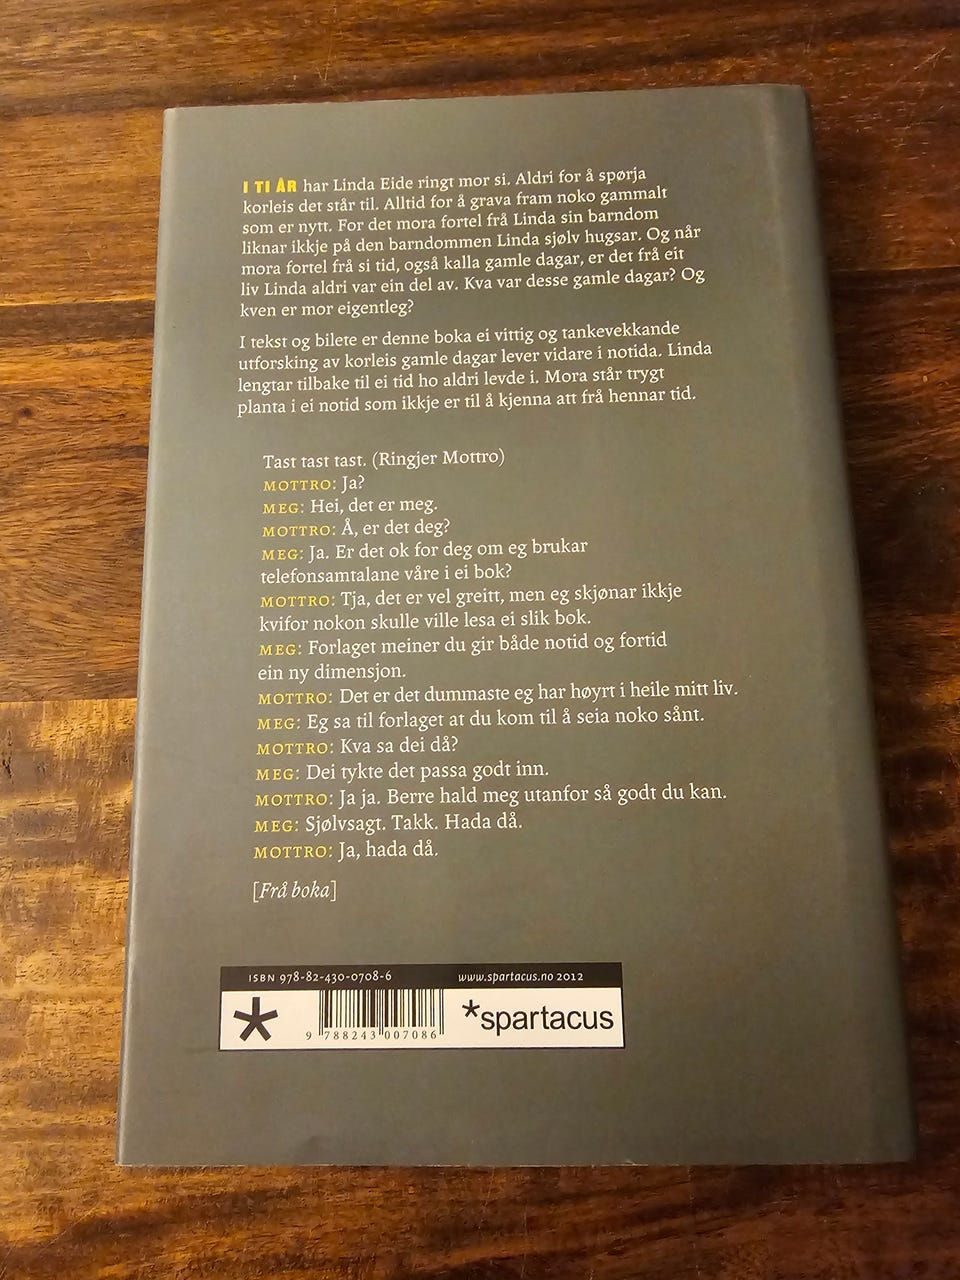 I TI ÅR har Linda Eide ringt mor si. Aldri for å spørja
korleis det står til. Alltid for å grava fram noko gammalt
som er nytt. For det mora fortel frå Linda sin barndom
liknar ikkje på den barndommen Linda sjølv hugsar. Og når
mora fortel frå si tid, også kalla gamle dagar, er det frå eit
liv Linda aldri var ein del av. Kva var desse gamle dagar? Og
kven er mor eigentleg?
I tekst og bilete er denne boka ei vittig og tankevekkande
utforsking av korleis gamle dagar lever vidare i notida. Linda
lengtar tilbake til ei tid ho aldri levde i. Mora står trygt
planta i ei notid som ikkje er til å kjenna att frå hennar tid.
Tast tast tast. (Ringjer Mottro)
MOTTRO: Ja?
MEG: Hei, det er meg.
MOTTRO: Å, er det deg?
MEG: Ja. Er det ok for deg om eg brukar
telefonsamtalane våre i ei bok?
MOTTRO: Tja, det er vel greitt, men eg skjønar ikkje
kvifor nokon skulle ville lesa ei slik bok.
MEG: Forlaget meiner du gir både notid og fortid
ein ny dimensjon.
MOTTRO: Det er det dummaste eg har høyrt i heile mitt liv.
MEG: Eg sa til forlaget at du kom til å seia noko sånt.
MOTTRO: Kva sa dei då?
MEG: Dei tykte det passa godt inn.
MOTTRO: Ja ja. Berre hald meg utanfor så godt du kan.
MEG: Sjølvsagt. Takk. Hada då.
MOTTRO: Ja, hada då.
[Frå boka]
ISBN 978-82-430-0708-6 www.spartacus.no 2012
*spartacus
9 788243 007086